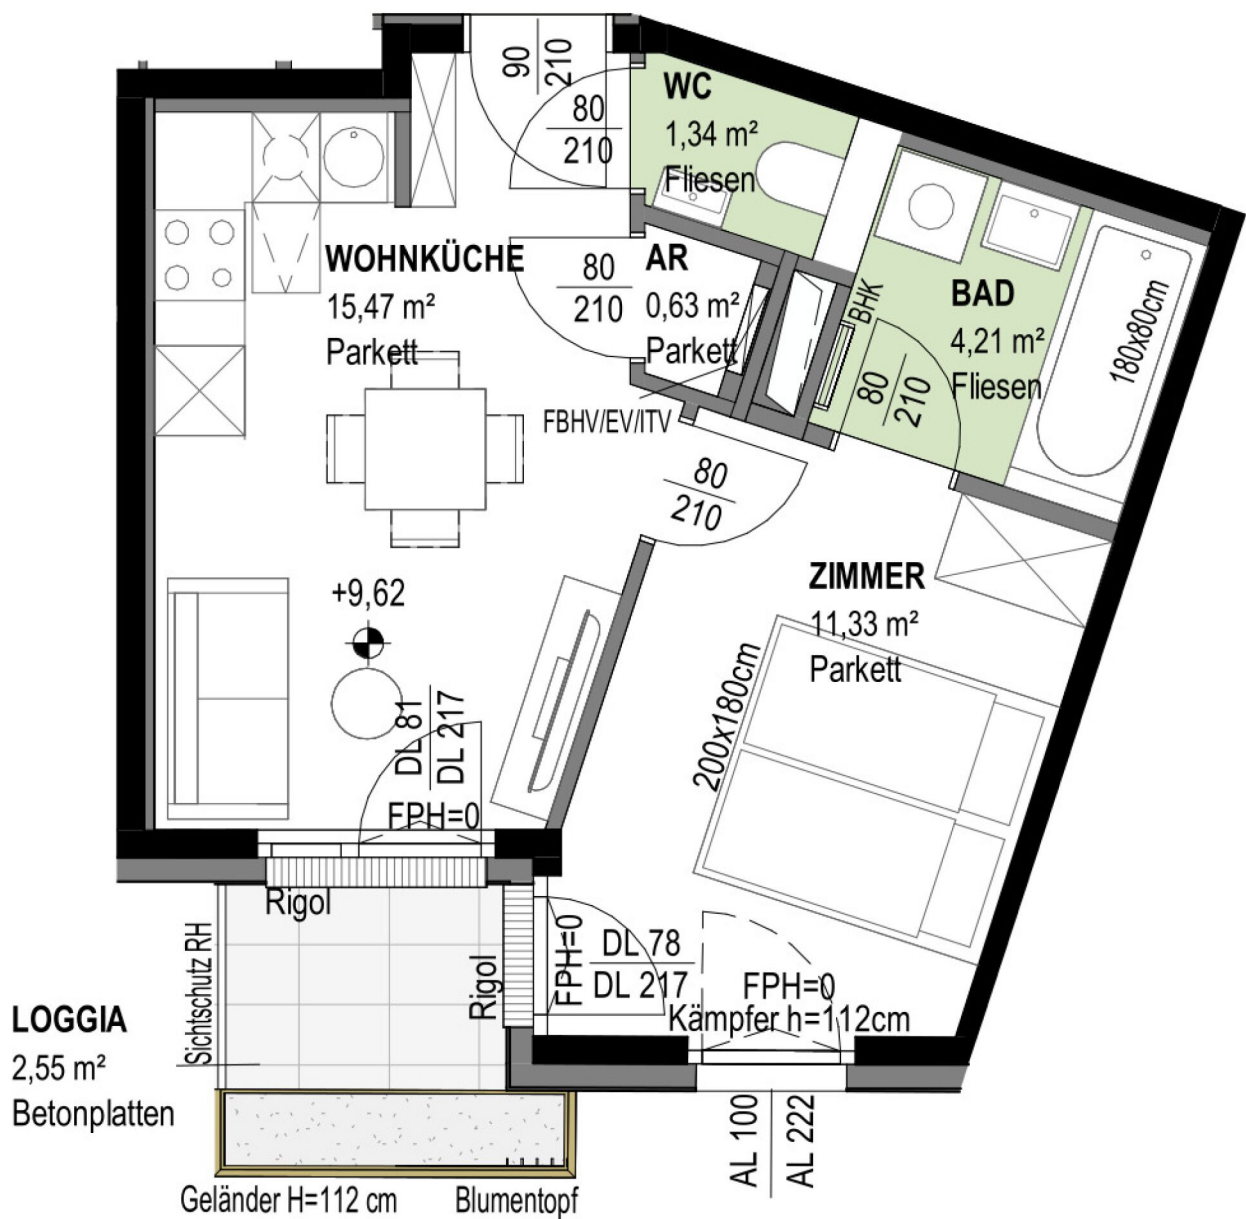 90
210
80
210
WC
1,34 m²
Fliesen
WOHNKÜCHE
15,47 m²
Parkett
80
210
AR
0,63 m²
Parkett
BHK
BAD
4,21 m²
Fliesen
180x80cm
80
210
FBHV/EV/ITV
80
210
ZIMMER
11,33 m²
Parkett
200x180cm
+9,62
DL 81
DL 217
FPH=0
Rigol
Sichtschutz RH
Rigol
FPH=0
DL 78
DL 217
FPH=0
Kämpfer h=112cm
LOGGIA
2,55 m²
Betonplatten
AL 100
AL 222
Geländer H=112 cm
Blumentopf